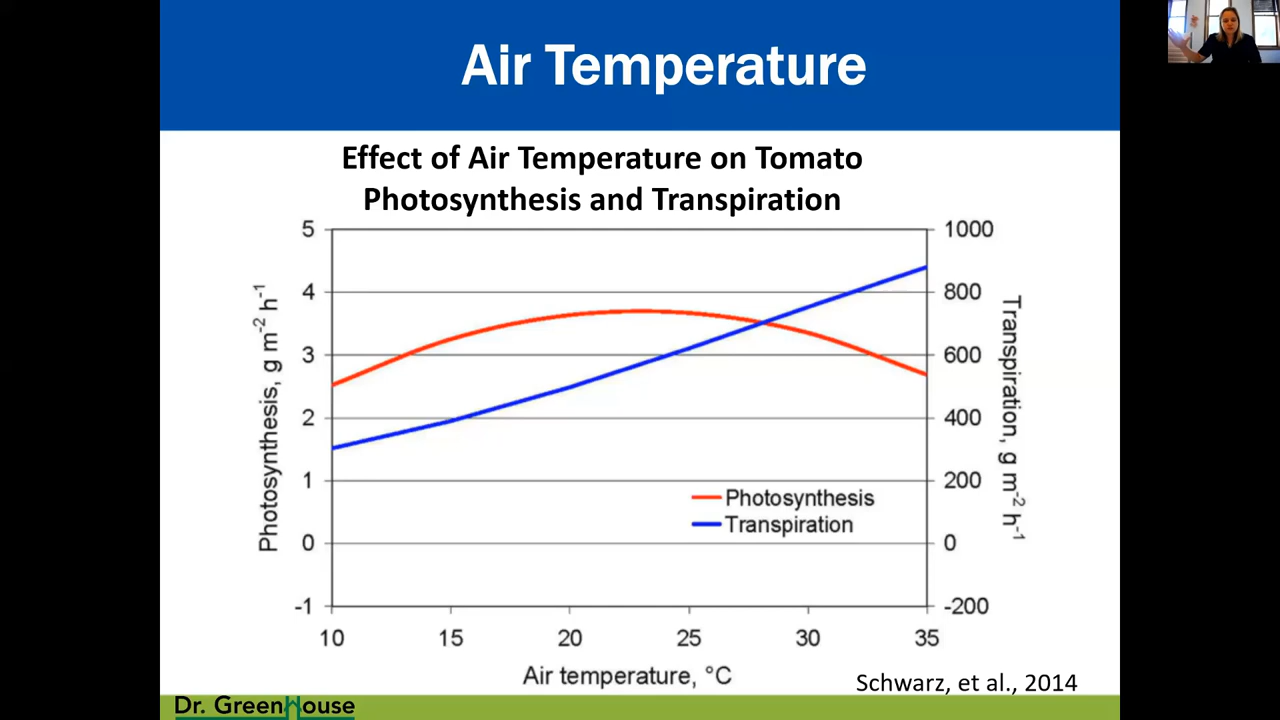 Air Temperature
Effect of Air Temperature on Tomato
Photosynthesis and Transpiration
5
4
3
2
1
0
-1
Photosynthesis, g m⁻² h⁻¹
1000
800
600
400
200
0
-200
Transpiration, g m⁻² h⁻¹
Photosynthesis
Transpiration
10 15 20 25 30 35
Air temperature, °C
Schwarz, et al., 2014
Dr. GreenHouse